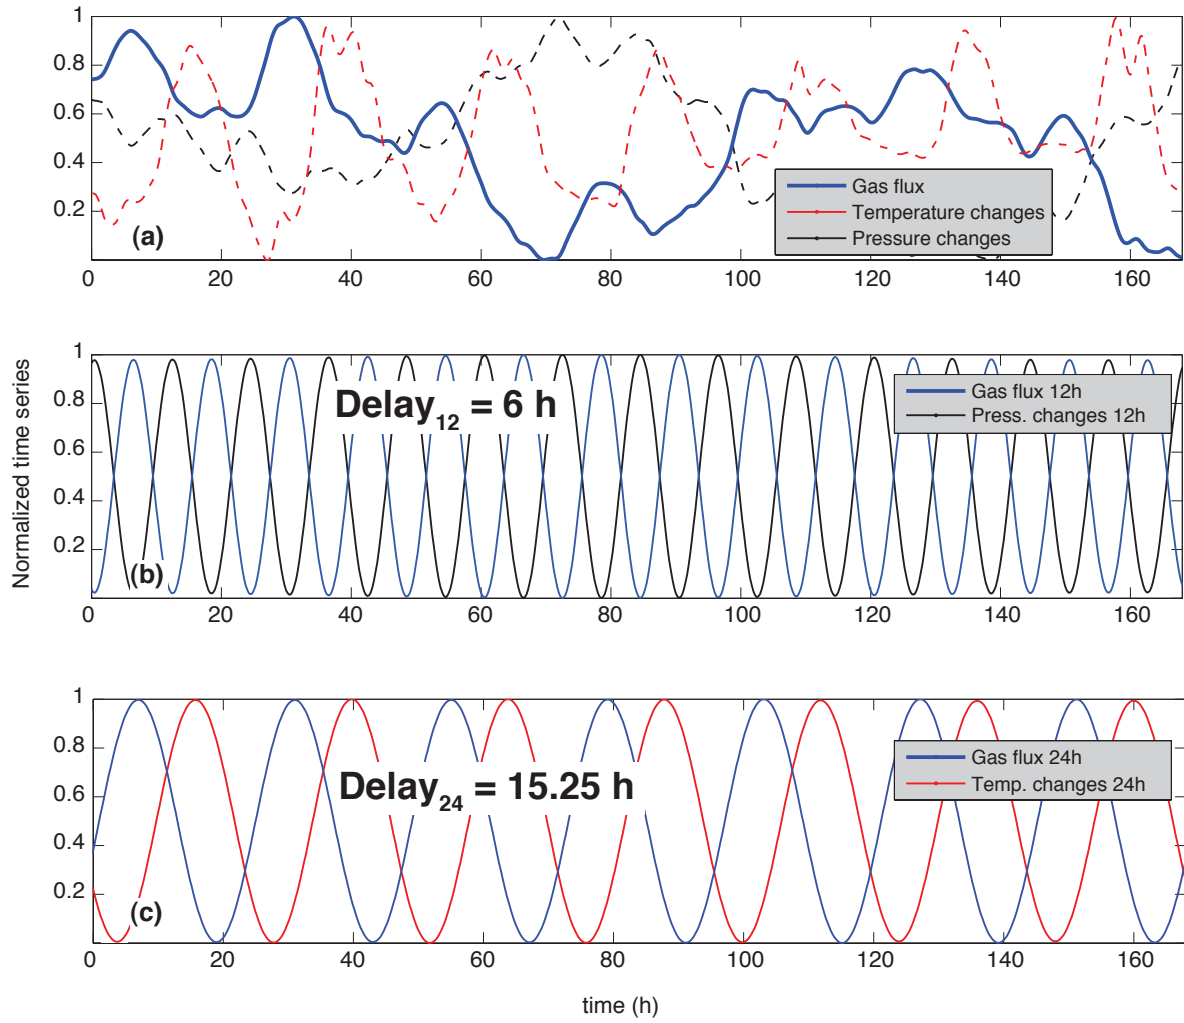 1
0.8
0.6
0.4
0.2
(a)
Gas flux
Temperature changes
Pressure changes
0 20 40 60 80 100 120 140 160
Normalized time series
1
0.8
0.6
0.4
0.2
Delay12 = 6 h
(b)
Gas flux 12h
Press. changes 12h
0 20 40 60 80 100 120 140 160
1
0.8
0.6
0.4
0.2
Delay24 = 15.25 h
(c)
Gas flux 24h
Temp. changes 24h
0 20 40 60 80 100 120 140 160
time (h)